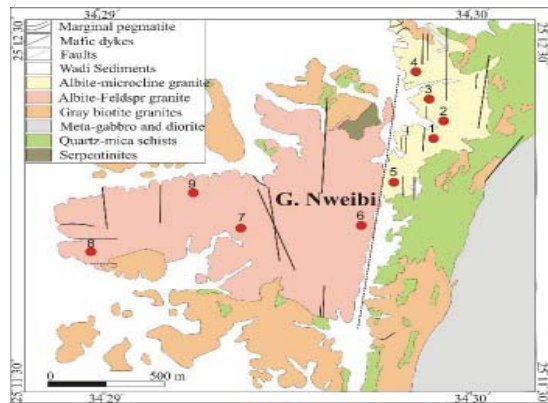 34,29 34,30
25 12 30
25 12 30
Marginal pegmatite
Mafic dykes
Faults
Wadi Sediments
Albite-microcline granite
Albite-Feldspr granite
Gray biotite granites
Meta-gabbro and diorite
Quartz-mica schists
Serpentinites
4
3
2
1
5
9
G. Nweibi
7
6
8
0 500 m
25 11 30
25 11 30
34,29 34,30